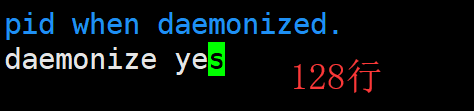 pid when daemonized.
daemonize yes
128行